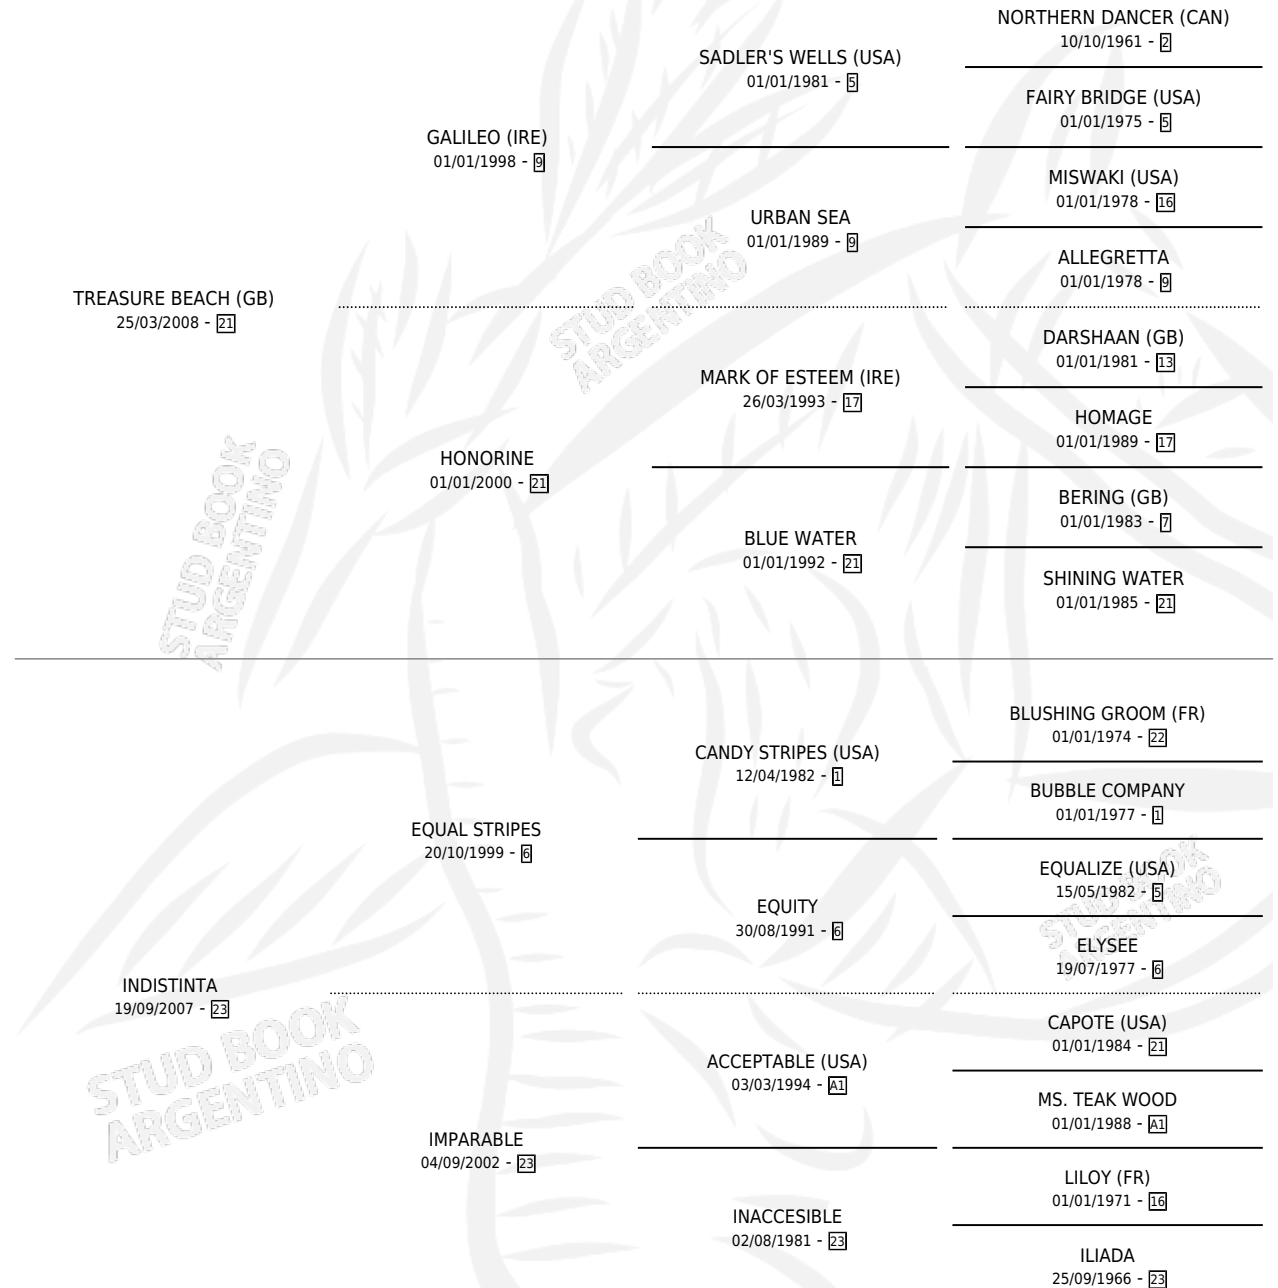 NORTHERN DANCER (CAN)
10/10/1961 - 2
SADLER'S WELLS (USA)
01/01/1981 - 5
FAIRY BRIDGE (USA)
01/01/1975 - 5
GALILEO (IRE)
01/01/1998 - 9
MISWAKI (USA)
01/01/1978 - 16
URBAN SEA
01/01/1989 - 9
ALLEGRETTA
01/01/1978 - 9
TREASURE BEACH (GB)
25/03/2008 - 21
STUD BOOK
ARGENTINO
DARSHAAN (GB)
01/01/1981 - 13
MARK OF ESTEEM (IRE)
26/03/1993 - 17
HOMAGE
01/01/1989 - 17
HONORINE
01/01/2000 - 21
BERING (GB)
01/01/1983 - 7
BLUE WATER
01/01/1992 - 21
SHINING WATER
01/01/1985 - 21
STUD BOOK
ARGENTINO
BLUSHING GROOM (FR)
01/01/1974 - 22
CANDY STRIPES (USA)
12/04/1982 - 1
BUBBLE COMPANY
01/01/1977 - 1
EQUAL STRIPES
20/10/1999 - 6
EQUALIZE (USA)
15/05/1982 - 5
EQUITY
30/08/1991 - 6
STUD BOOK
ARGENTINO
ELYSEE
19/07/1977 - 6
INDISTINTA
19/09/2007 - 23
CAPOTE (USA)
01/01/1984 - 21
ACCEPTABLE (USA)
03/03/1994 - A1
STUD BOOK
ARGENTINO
MS. TEAK WOOD
01/01/1988 - A1
IMPARABLE
04/09/2002 - 23
LILOY (FR)
01/01/1971 - 16
INACCESIBLE
02/08/1981 - 23
ILIADA
25/09/1966 - 23